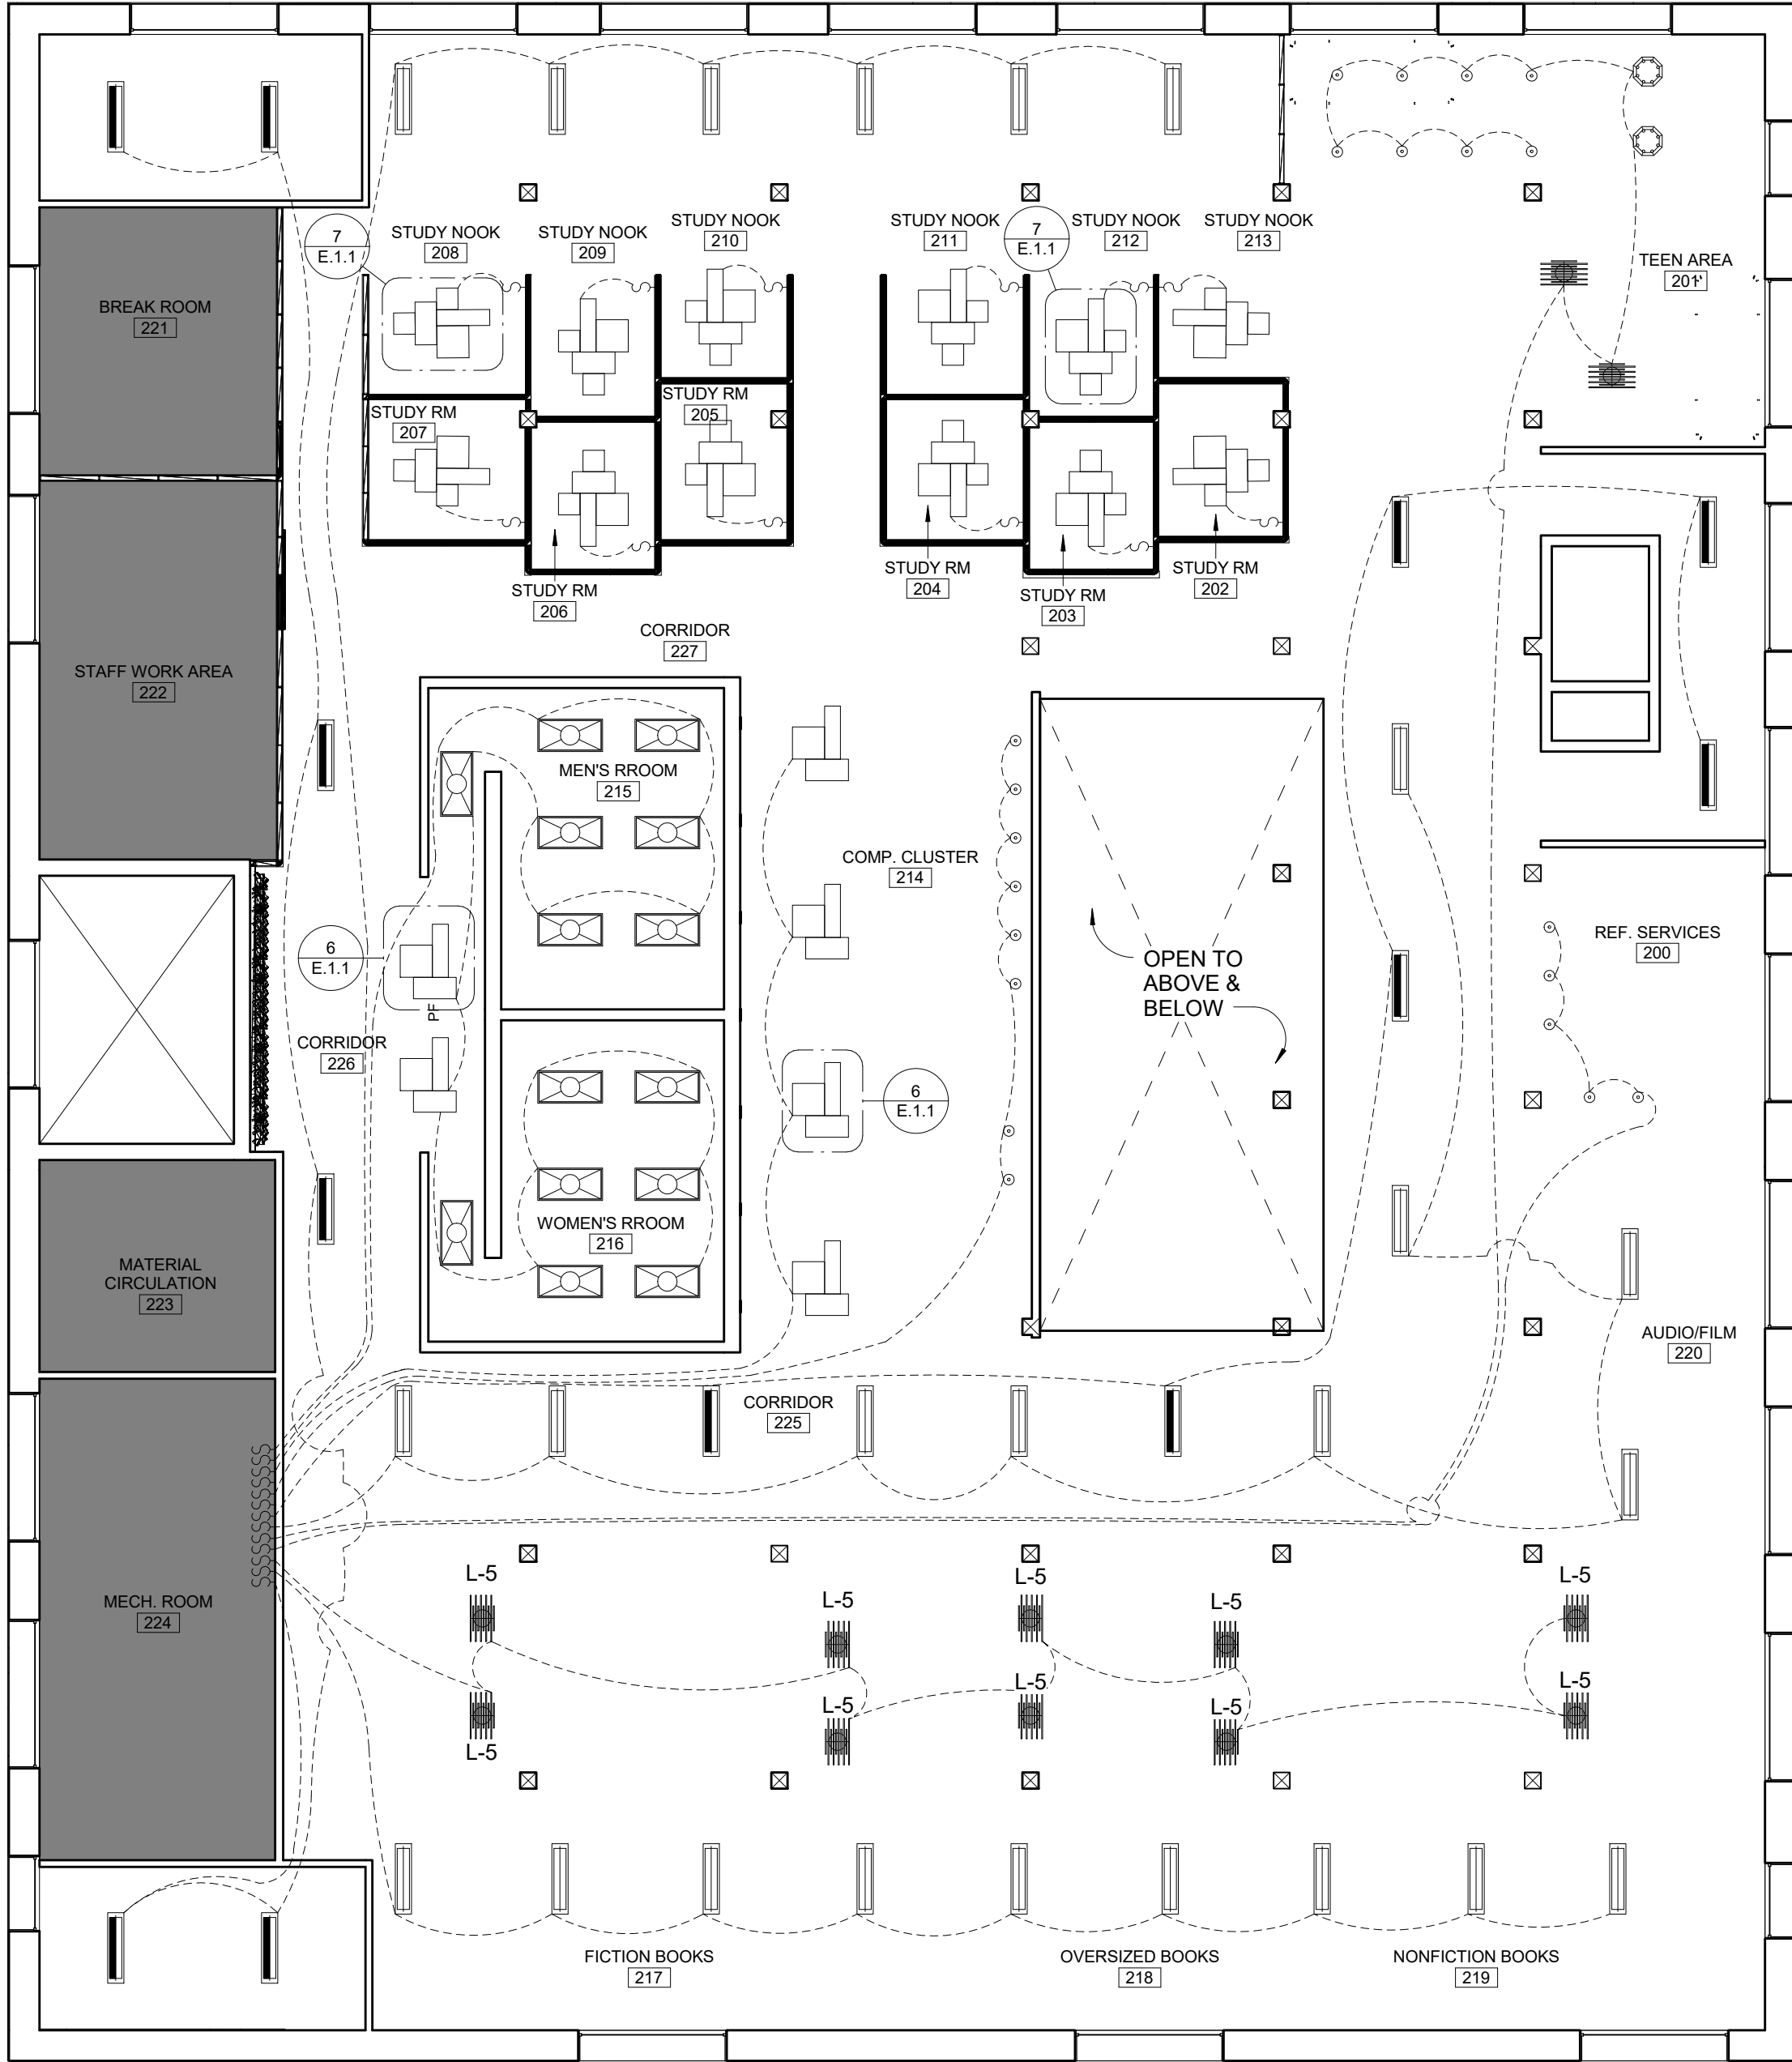 STUDY NOOK
210
STUDY NOOK
211
STUDY NOOK
212
STUDY NOOK
213
7
E.1.1
STUDY NOOK
208
STUDY NOOK
209
7
E.1.1
TEEN AREA
201
BREAK ROOM
221
STUDY RM
207
STUDY RM
205
STUDY RM
206
STUDY RM
204
STUDY RM
203
STUDY RM
202
CORRIDOR
227
STAFF WORK AREA
222
MEN'S RROOM
215
COMP. CLUSTER
214
6
E.1.1
REF. SERVICES
200
OPEN TO
ABOVE &
BELOW
PF
CORRIDOR
226
6
E.1.1
WOMEN'S RROOM
216
MATERIAL
CIRCULATION
223
AUDIO/FILM
220
CORRIDOR
225
MECH. ROOM
224
L-5
L-5
L-5
L-5
L-5
L-5
L-5
L-5
L-5
L-5
FICTION BOOKS
217
OVERSIZED BOOKS
218
NONFICTION BOOKS
219